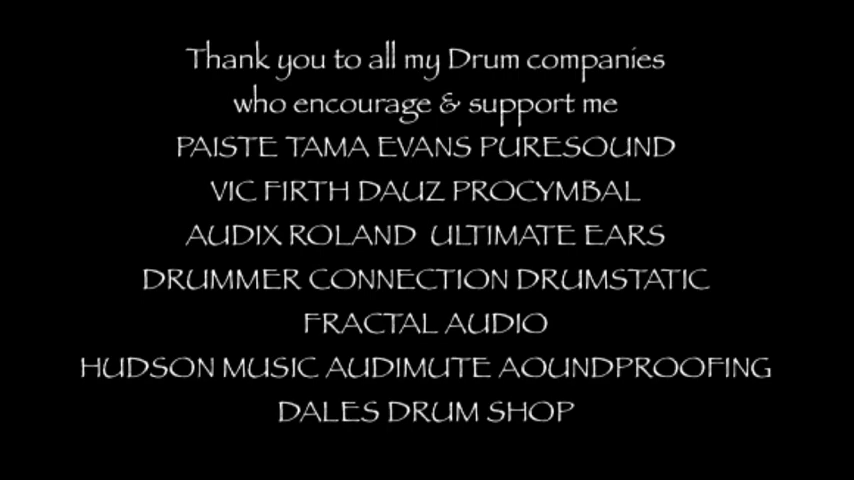 Thank you to all my Drum companies
who encourage & support me
PAISTE TAMA EVANS PURESOUND
VIC FIRTH DAUZ PROCYMBAL
AUDIX ROLAND ULTIMATE EARS
DRUMMER CONNECTION DRUMSTATIC
FRACTAL AUDIO
HUDSON MUSIC AUDIMUTE AOUNDPROOFING
DALES DRUM SHOP